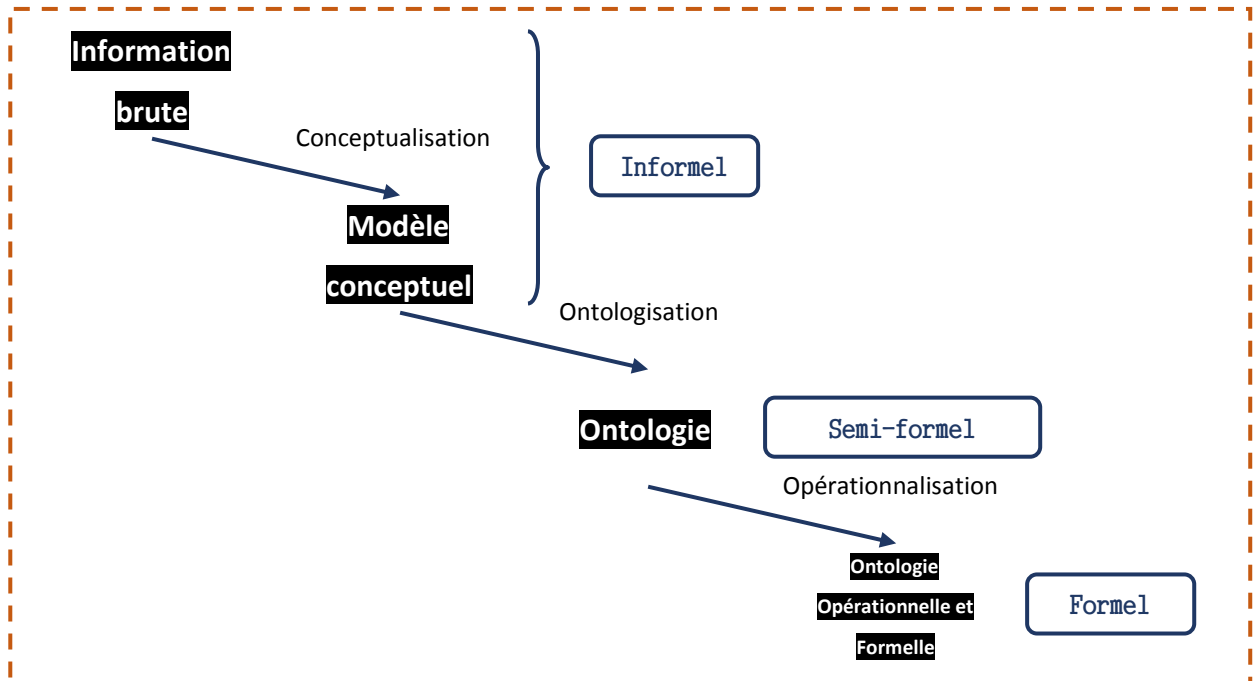 Information
brute
Conceptualisation
Informel
Modèle
conceptuel
Ontologisation
Ontologie
Semi-formel
Opérationnalisation
Ontologie
Opérationnelle et
Formelle
Formel